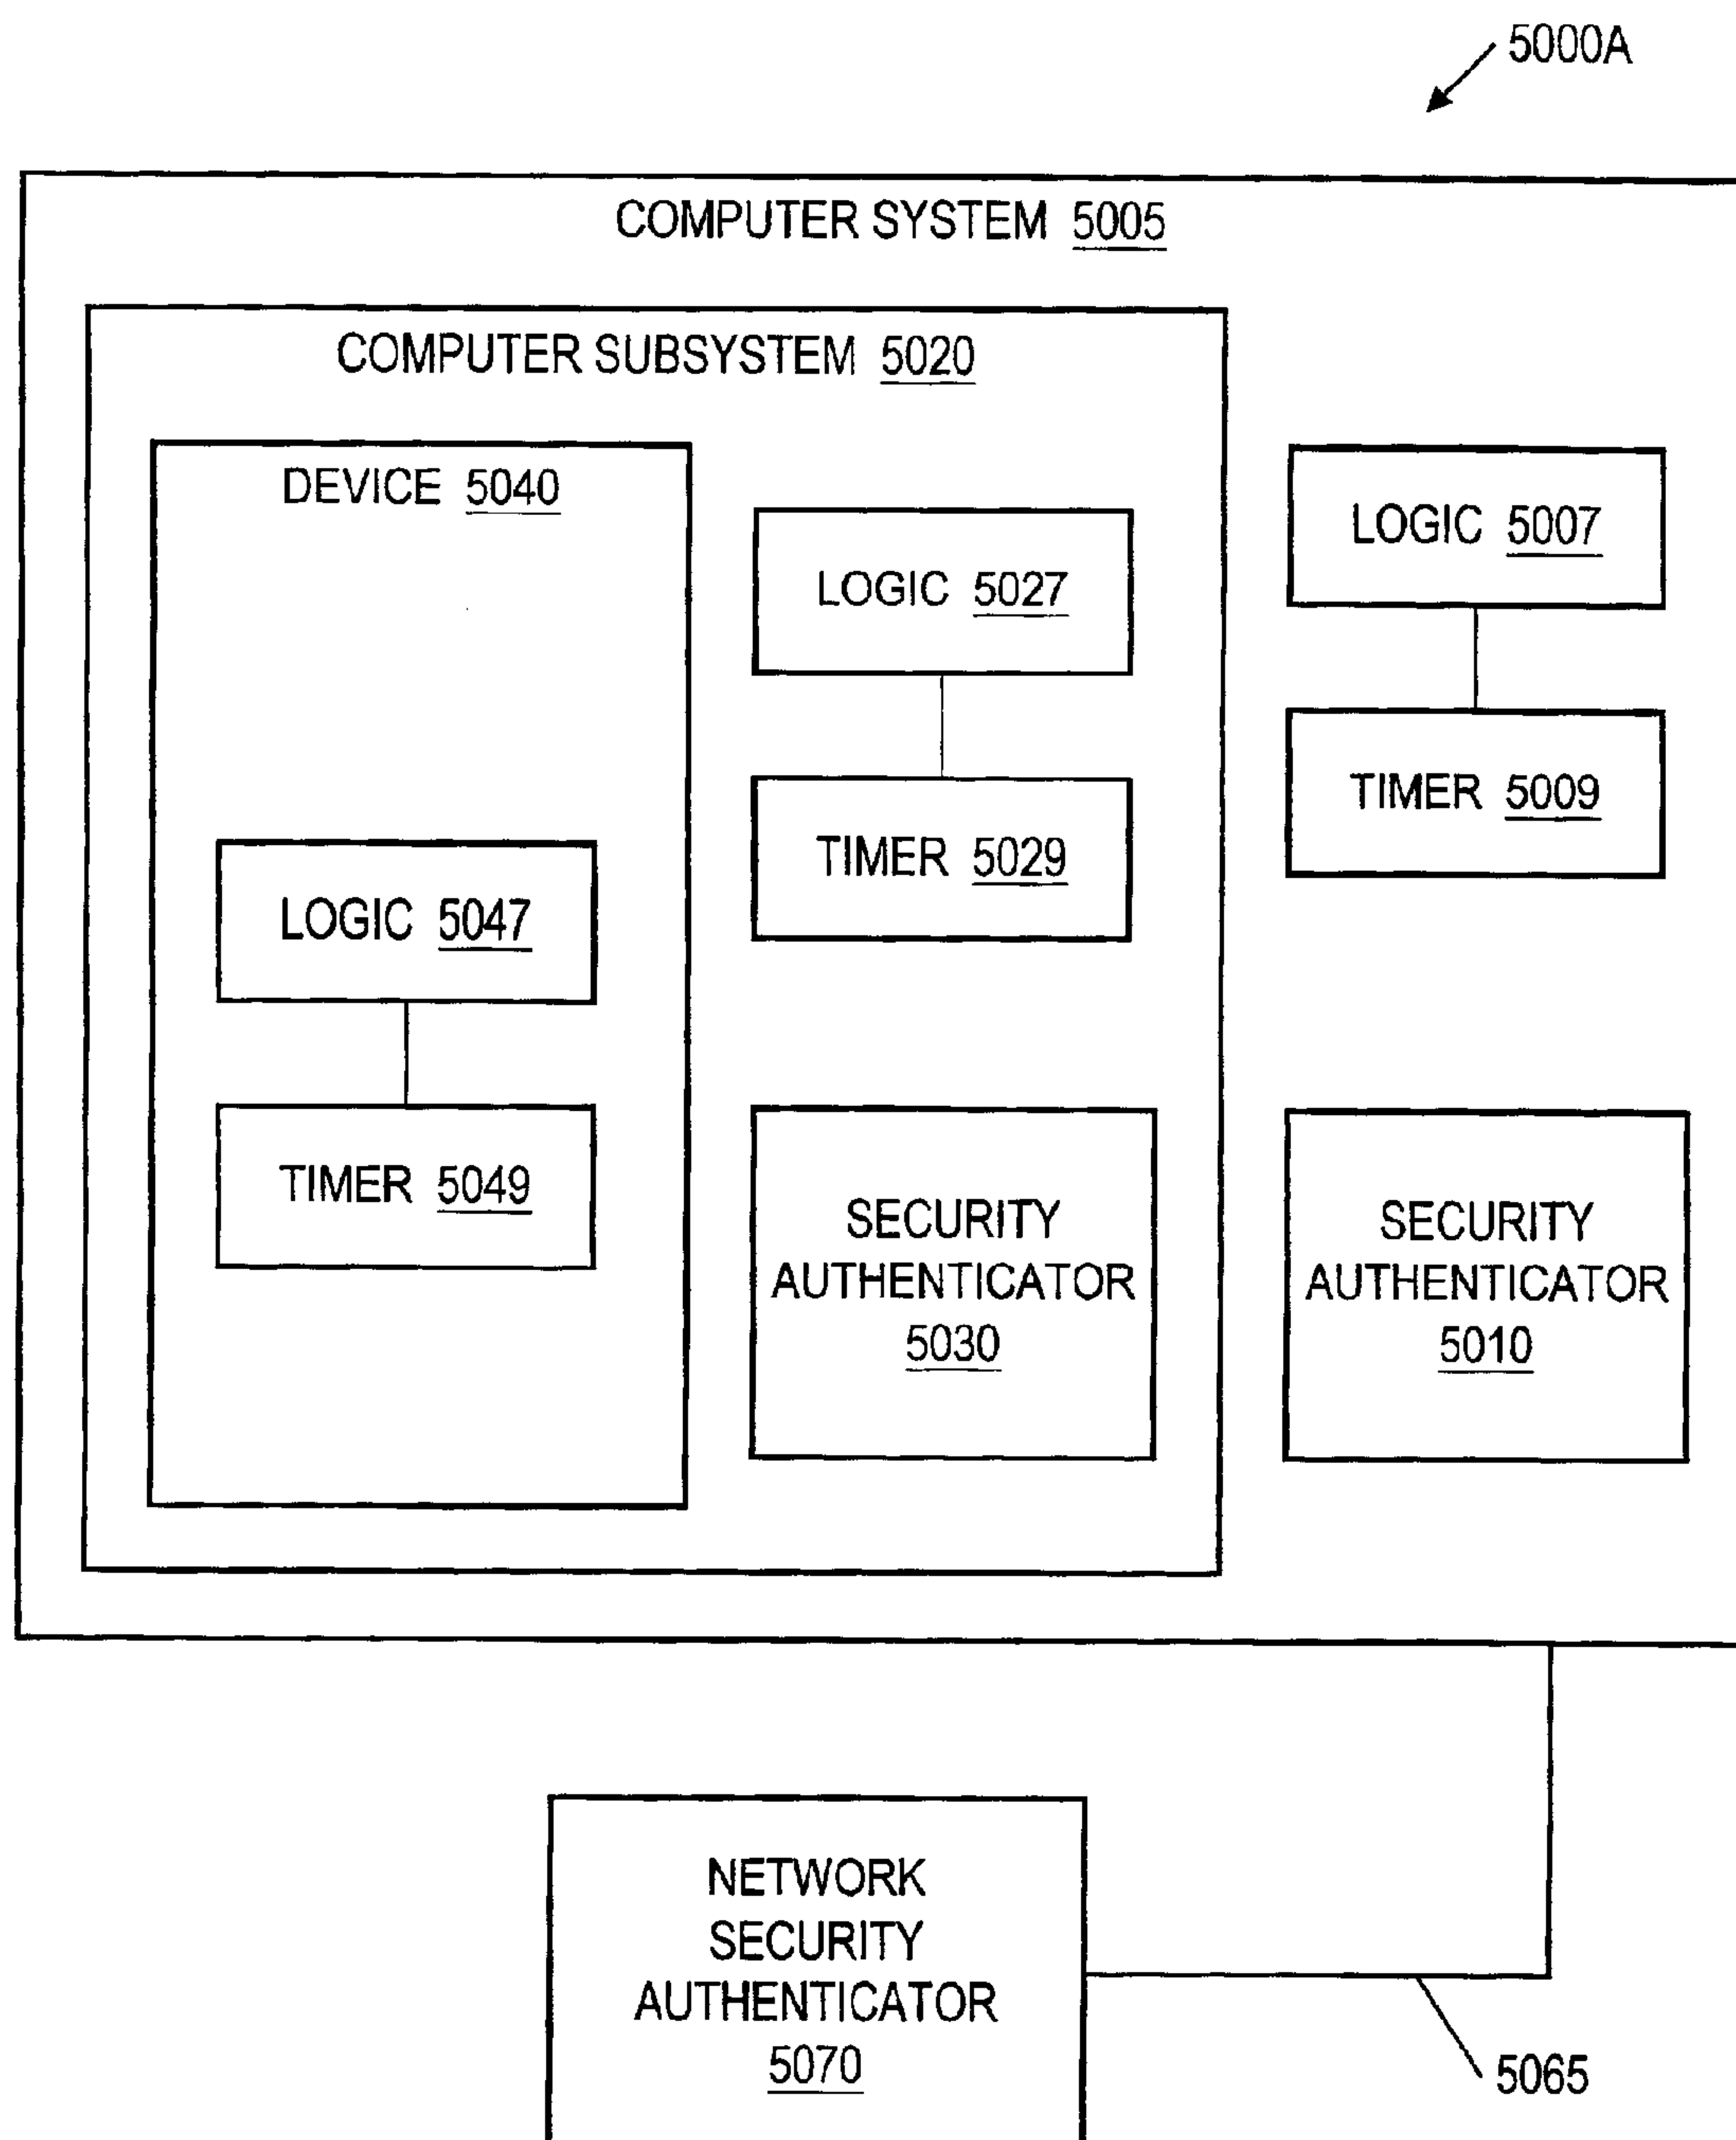 5000A
COMPUTER SYSTEM 5005
COMPUTER SUBSYSTEM 5020
DEVICE 5040
LOGIC 5047
TIMER 5049
LOGIC 5027
TIMER 5029
SECURITY
AUTHENTICATOR
5030
LOGIC 5007
TIMER 5009
SECURITY
AUTHENTICATOR
5010
NETWORK
SECURITY
AUTHENTICATOR
5070
5065